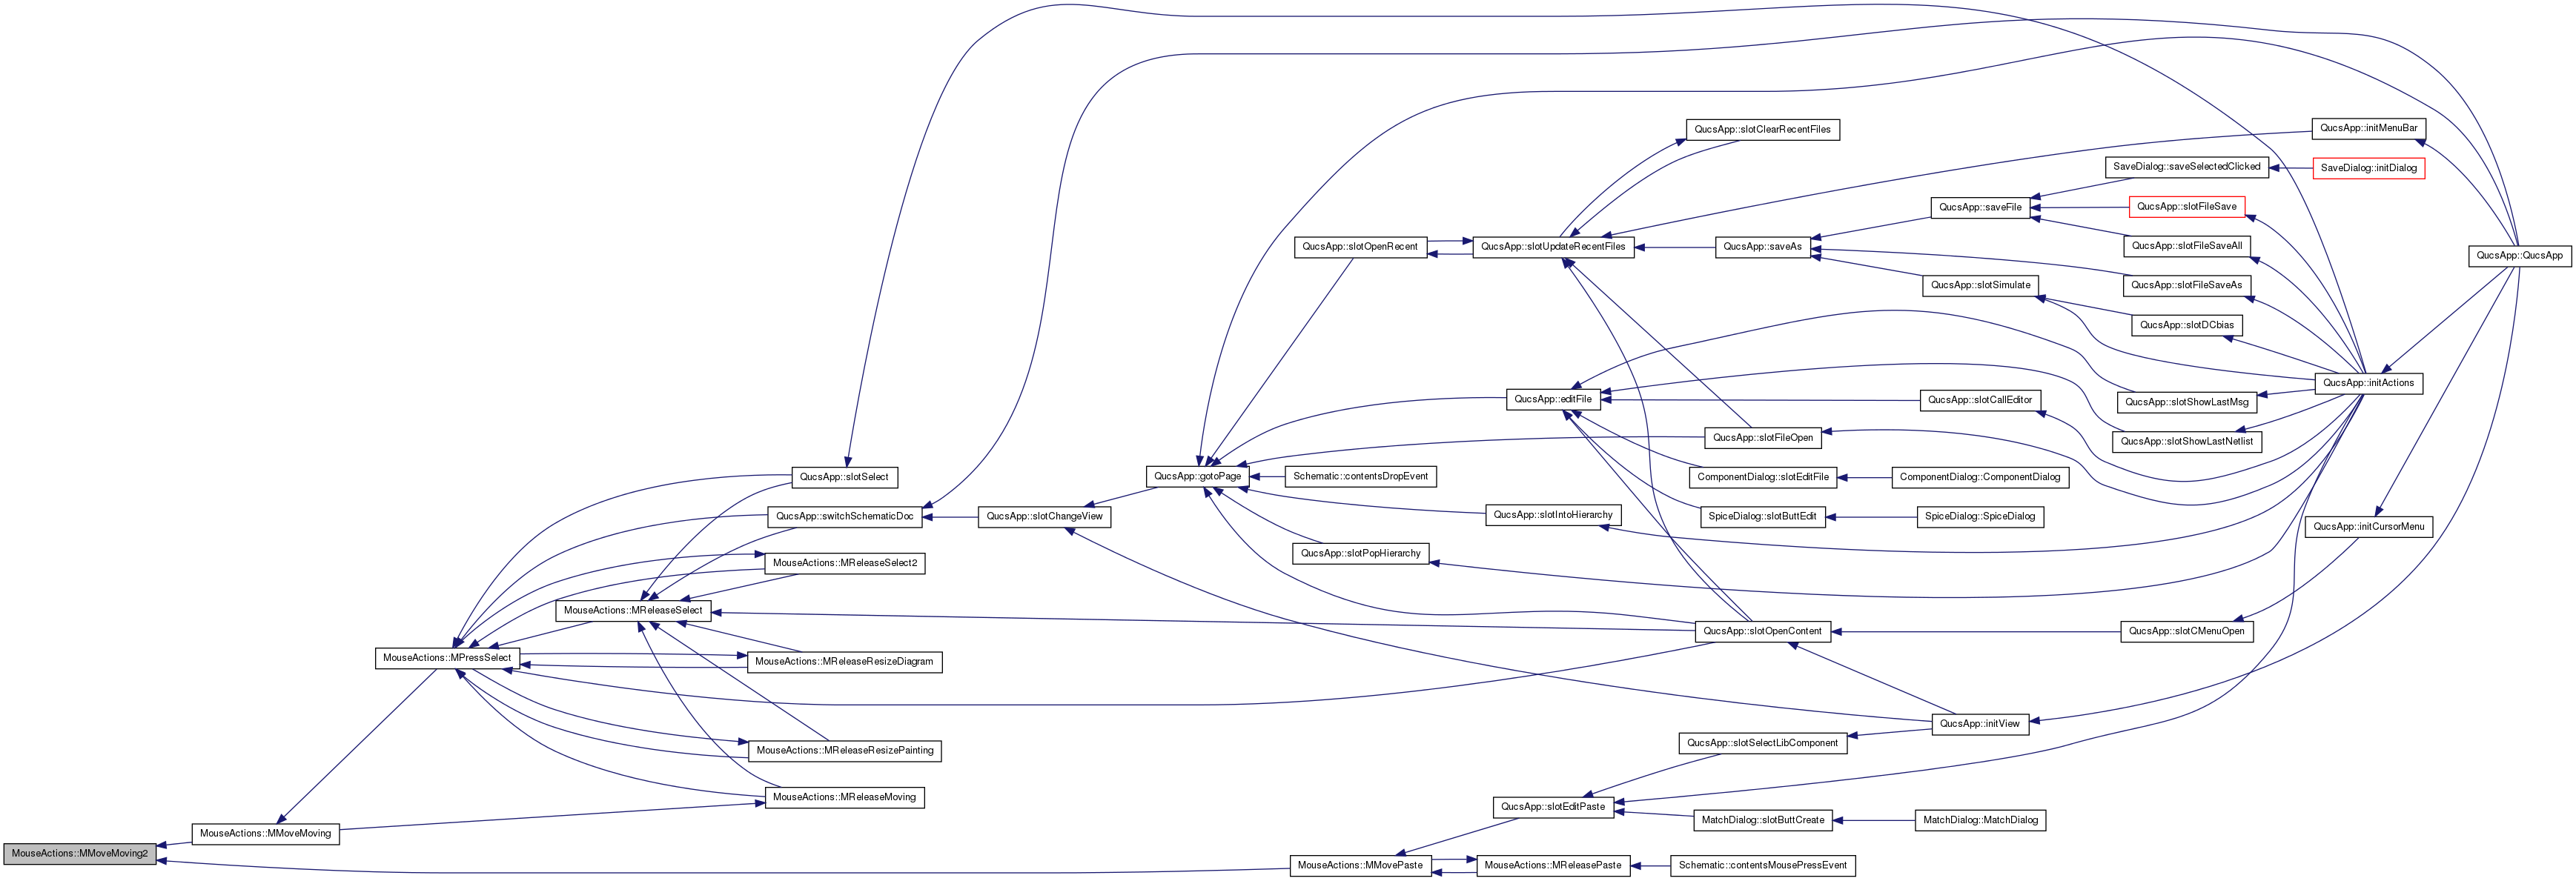 MouseActions::MMoveMoving2
MouseActions::MMoveMoving
MouseActions::MPressSelect
MouseActions::MReleaseSelect
QucsApp::slotSelect
QucsApp::switchSchematicDoc
MouseActions::MReleaseSelect2
MouseActions::MReleaseResizeDiagram
MouseActions::MReleaseResizePainting
MouseActions::MReleaseMoving
QucsApp::slotChangeView
QucsApp::gotoPage
QucsApp::slotOpenRecent
Schematic::contentsDropEvent
QucsApp::slotPopHierarchy
MouseActions::MMovePaste
QucsApp::slotUpdateRecentFiles
QucsApp::editFile
QucsApp::slotIntoHierarchy
QucsApp::slotEditPaste
MouseActions::MReleasePaste
QucsApp::slotClearRecentFiles
QucsApp::saveAs
QucsApp::slotFileOpen
ComponentDialog::slotEditFile
SpiceDialog::slotButtEdit
QucsApp::slotOpenContent
QucsApp::slotSelectLibComponent
MatchDialog::slotButtCreate
Schematic::contentsMousePressEvent
QucsApp::saveFile
QucsApp::slotSimulate
QucsApp::slotCallEditor
ComponentDialog::ComponentDialog
SpiceDialog::SpiceDialog
QucsApp::initView
MatchDialog::MatchDialog
SaveDialog::saveSelectedClicked
QucsApp::slotFileSave
QucsApp::slotFileSaveAll
QucsApp::slotFileSaveAs
QucsApp::slotDCbias
QucsApp::slotShowLastMsg
QucsApp::slotShowLastNetlist
QucsApp::slotCMenuOpen
QucsApp::initMenuBar
SaveDialog::initDialog
QucsApp::initActions
QucsApp::initCursorMenu
QucsApp::QucsApp